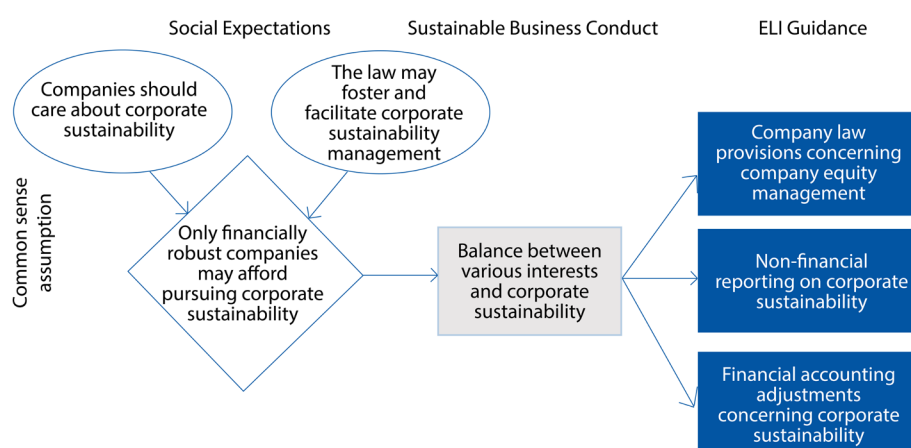 Social Expectations
Sustainable Business Conduct
ELI Guidance
Companies should
care about corporate
sustainability
The law may
foster and
facilitate corporate
sustainability
management
Common sense
assumption
Only financially
robust companies
may afford
pursuing corporate
sustainability
Balance between
various interests
and corporate
sustainability
Company law
provisions concerning
company equity
management
Non-financial
reporting on corporate
sustainability
Financial accounting
adjustments
concerning corporate
sustainability